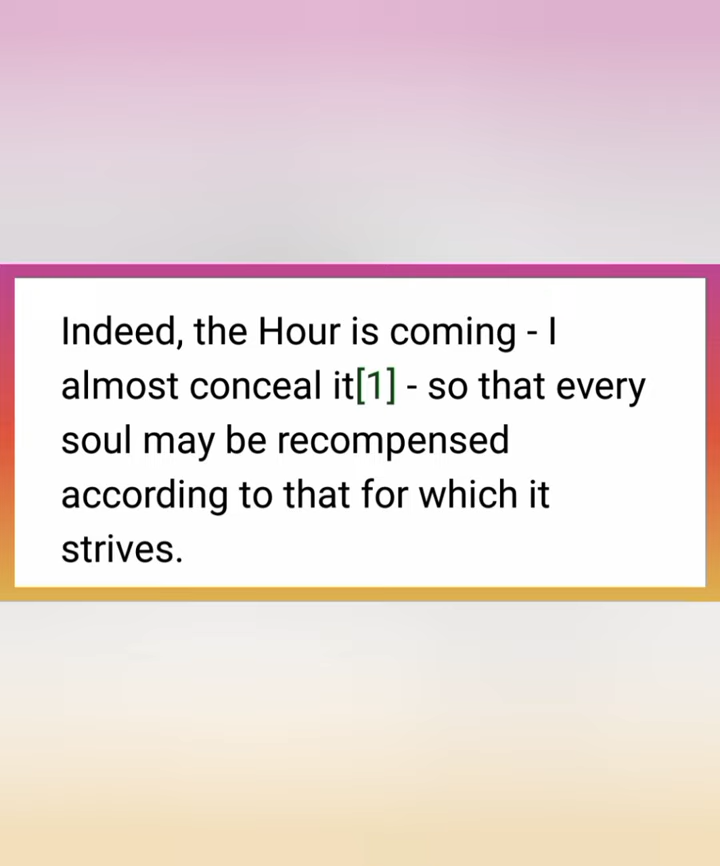 Indeed, the Hour is coming - I
almost conceal it[1] - so that every
soul may be recompensed
according to that for which it
strives.